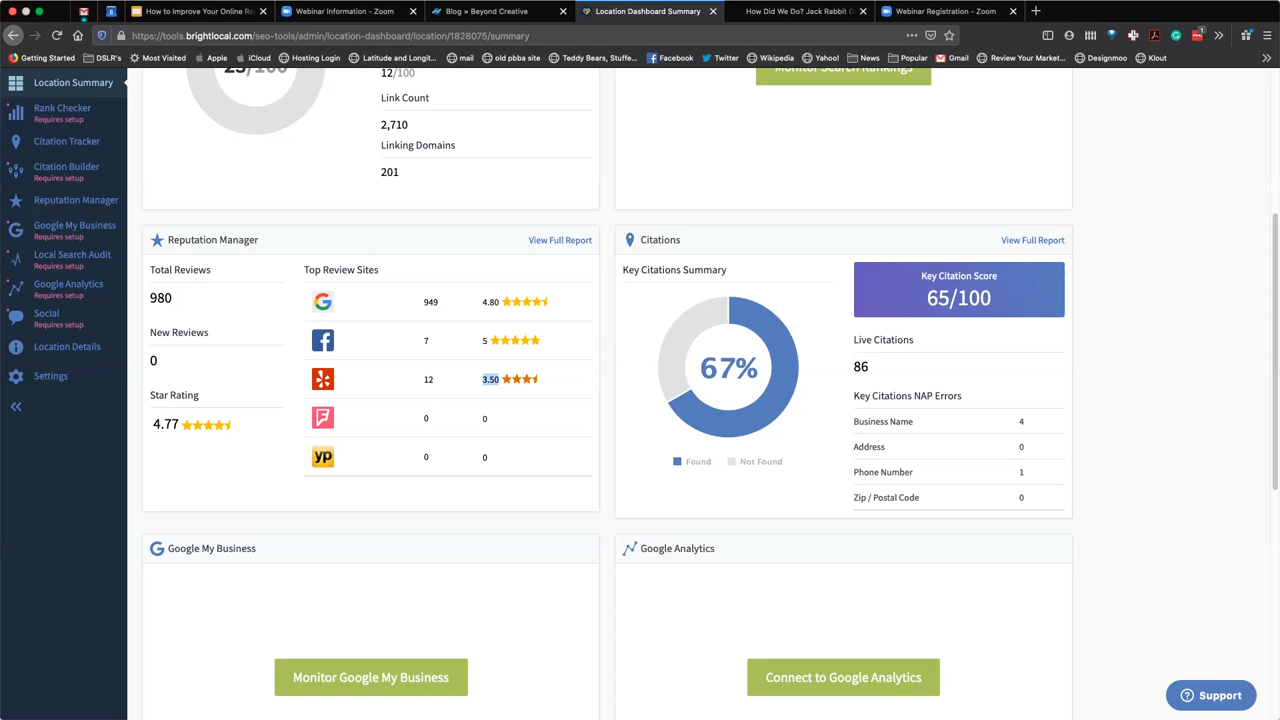 How to Improve Your Online Re
Webinar Information - Zoom
Blog » Beyond Creative
Location Dashboard Summary
How Did We Do? Jack Rabbit O
Webinar Registration - Zoom
https://tools.brightlocal.com/seo-tools/admin/location-dashboard/location/1828075/summary
Getting Started
DSLR's
Most Visited
Apple
iCloud
Hosting Login
Latitude and Longit...
mail
old pbba site
Teddy Bears, Stuffe...
Facebook
Twitter
Wikipedia
Yahoo!
News
Popular
Gmail
Review Your Market...
Designmoo
Klout
Location Summary
Rank Checker
Requires setup
Citation Tracker
Citation Builder
Requires setup
Reputation Manager
Google My Business
Requires setup
Local Search Audit
Requires setup
Google Analytics
Requires setup
Social
Requires setup
Location Details
Settings
12/100
Link Count
2,710
Linking Domains
201
Monitor Search Rankings
Reputation Manager
View Full Report
Total Reviews
980
New Reviews
0
Star Rating
4.77
Top Review Sites
949 4.80
7 5
12 3.50
0 0
yp 0 0
Citations
View Full Report
Key Citations Summary
67%
Found Not Found
Key Citation Score
65/100
Live Citations
86
Key Citations NAP Errors
Business Name 4
Address 0
Phone Number 1
Zip / Postal Code 0
Google My Business
Monitor Google My Business
Google Analytics
Connect to Google Analytics
Support